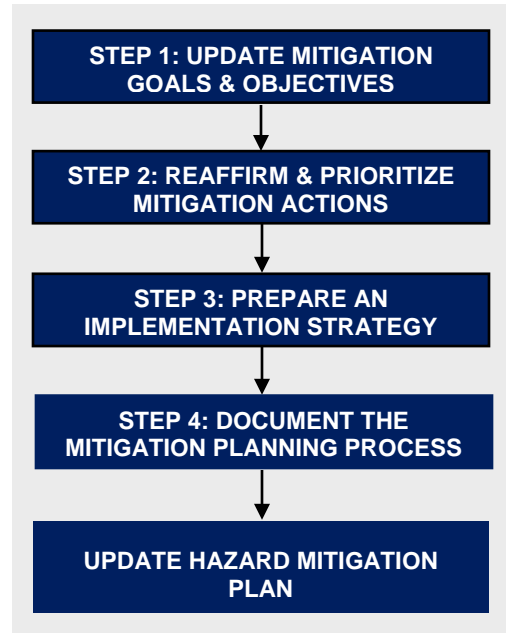 STEP 1: UPDATE MITIGATION
GOALS & OBJECTIVES
STEP 2: REAFFIRM & PRIORITIZE
MITIGATION ACTIONS
STEP 3: PREPARE AN
IMPLEMENTATION STRATEGY
STEP 4: DOCUMENT THE
MITIGATION PLANNING PROCESS
UPDATE HAZARD MITIGATION
PLAN